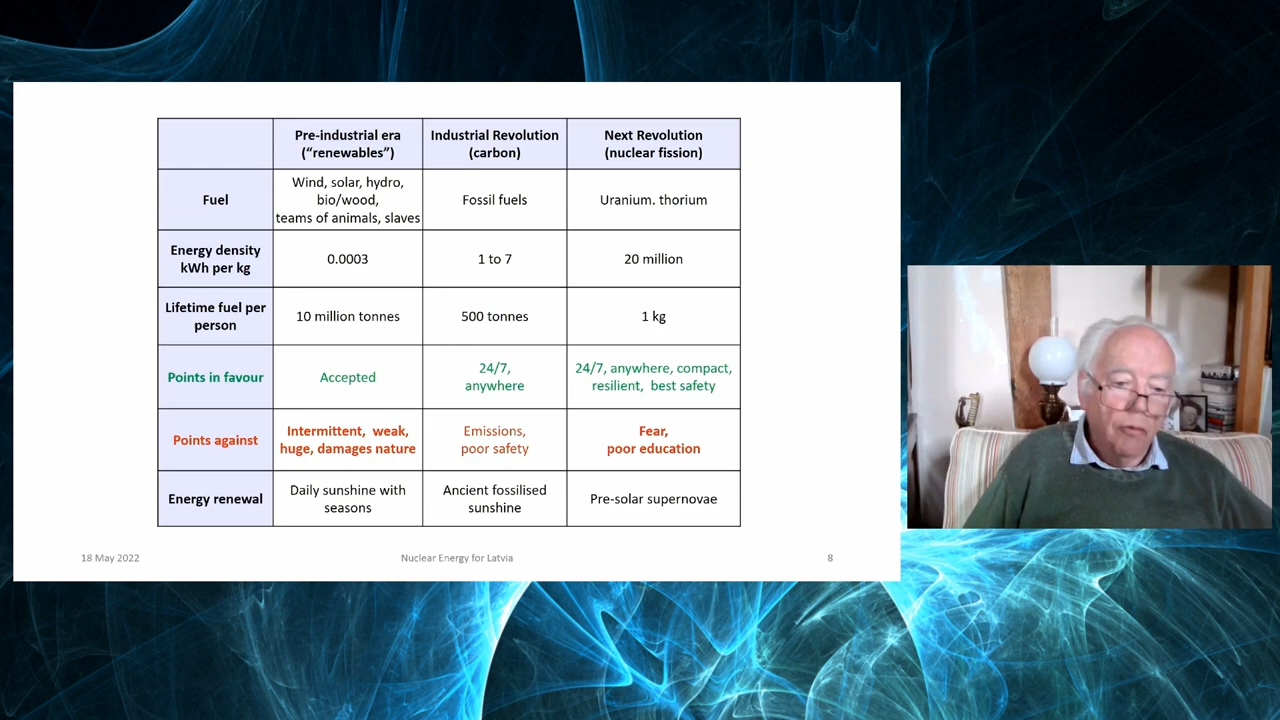 Pre-industrial era
("renewables")
Industrial Revolution
(carbon)
Next Revolution
(nuclear fission)
Fuel
Wind, solar, hydro,
bio/wood,
teams of animals, slaves
Fossil fuels
Uranium. thorium
Energy density
kWh per kg
0.0003
1 to 7
20 million
Lifetime fuel per
person
10 million tonnes
500 tonnes
1 kg
Points in favour
Accepted
24/7,
anywhere
24/7, anywhere, compact,
resilient, best safety
Points against
Intermittent, weak,
huge, damages nature
Emissions,
poor safety
Fear,
poor education
Energy renewal
Daily sunshine with
seasons
Ancient fossilised
sunshine
Pre-solar supernovae
18 May 2022
Nuclear Energy for Latvia
8